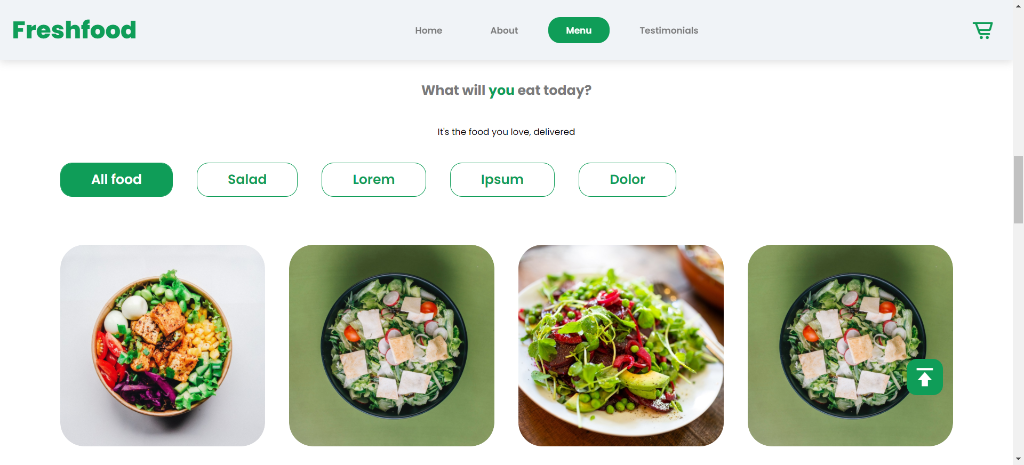 Freshfood
Home About Menu Testimonials
What will you eat today?
It's the food you love, delivered
All food Salad Lorem Ipsum Dolor